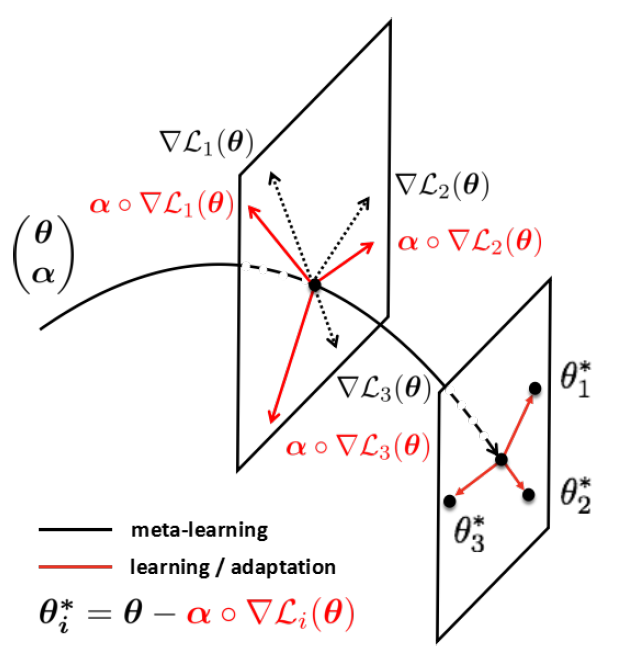 ∇ℒ₁(θ)
∇ℒ₂(θ)
α ∘ ∇ℒ₁(θ)
α ∘ ∇ℒ₂(θ)
(θ
α)
∇ℒ₃(θ)
α ∘ ∇ℒ₃(θ)
θ₁*
θ₂*
θ₃*
meta-learning
learning / adaptation
θᵢ* = θ − α ∘ ∇ℒᵢ(θ)